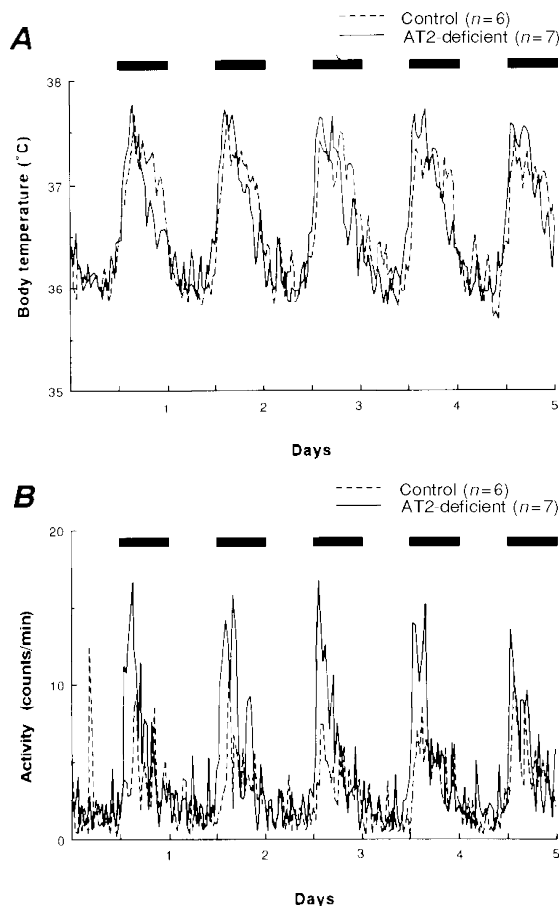 A
Control (n=6)
AT2-deficient (n=7)
38
37
36
35
Body temperature (°C)
1 2 3 4 5
Days
B
Control (n=6)
AT2-deficient (n=7)
20
10
0
Activity (counts/min)
1 2 3 4 5
Days